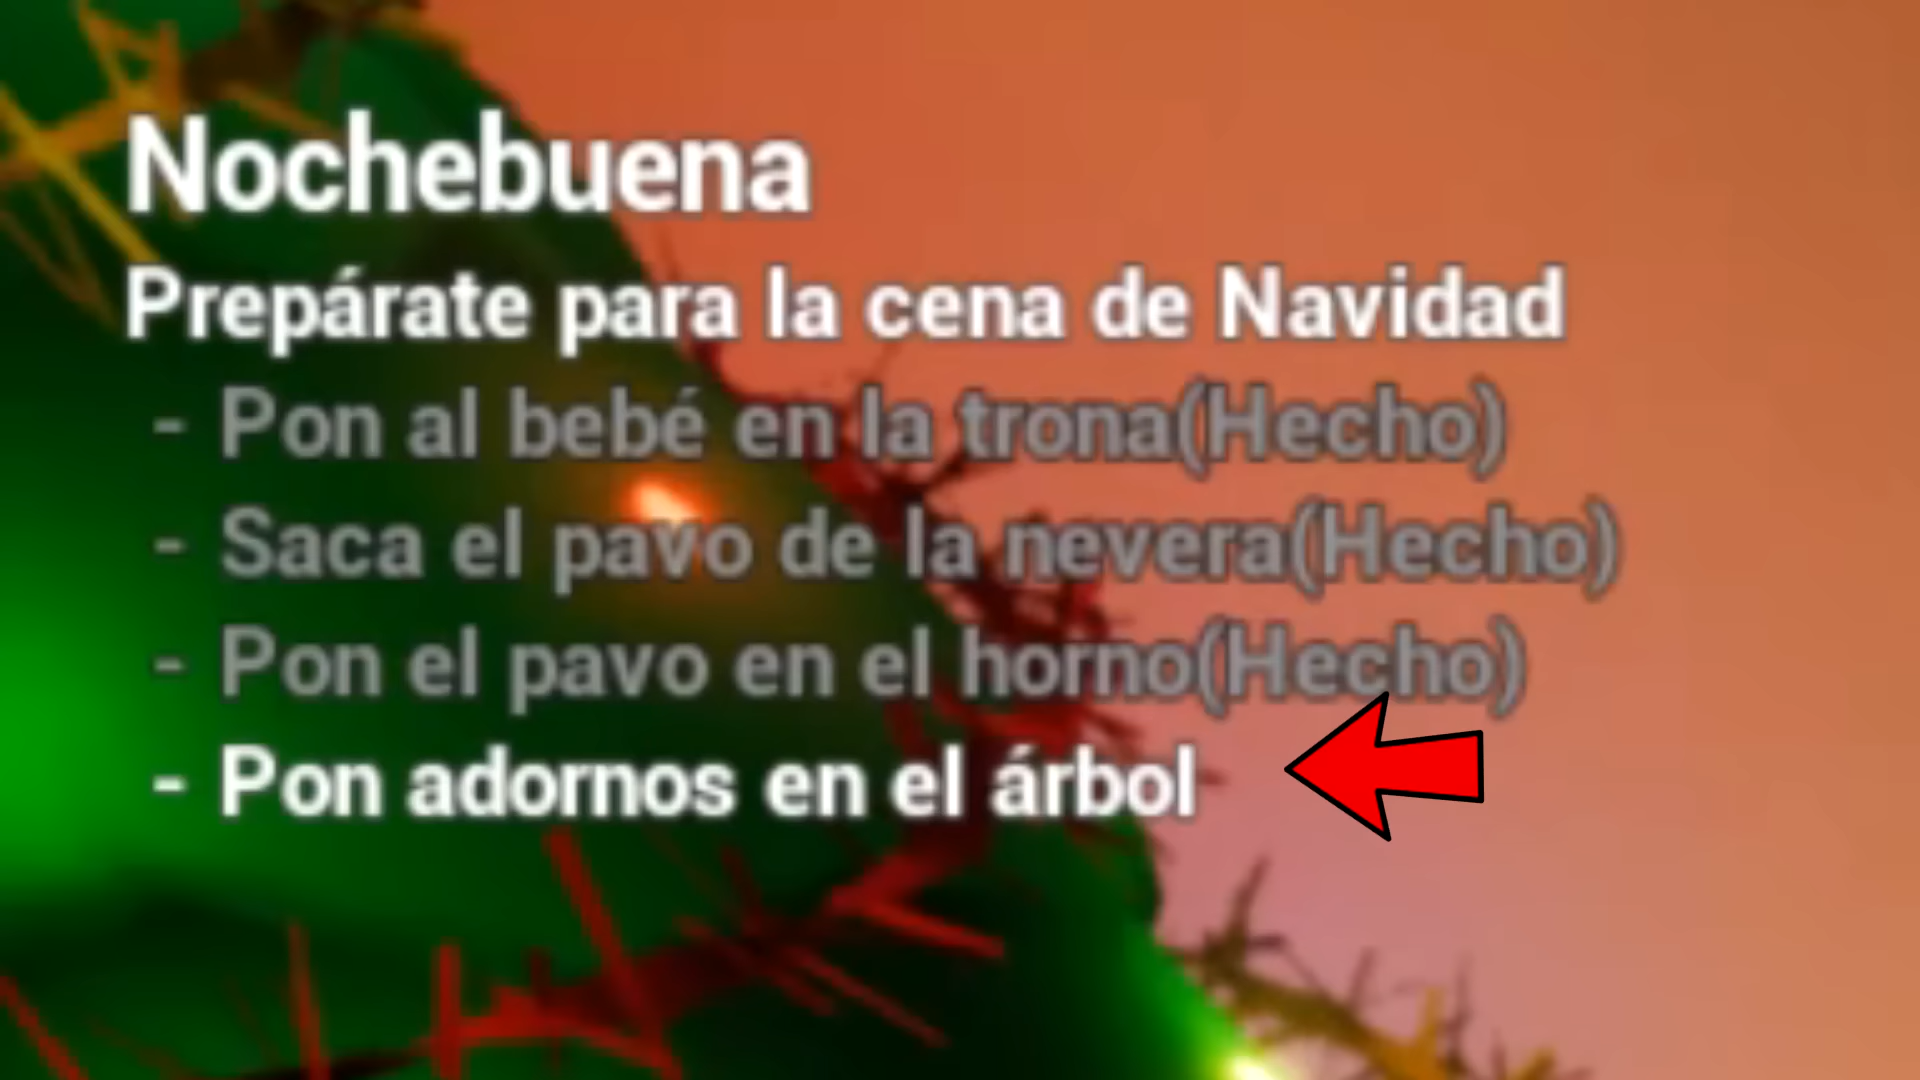 Nochebuena
Prepárate para la cena de Navidad
- Pon al bebé en la trona(Hecho)
- Saca el pavo de la nevera(Hecho)
- Pon el pavo en el horno(Hecho)
- Pon adornos en el árbol